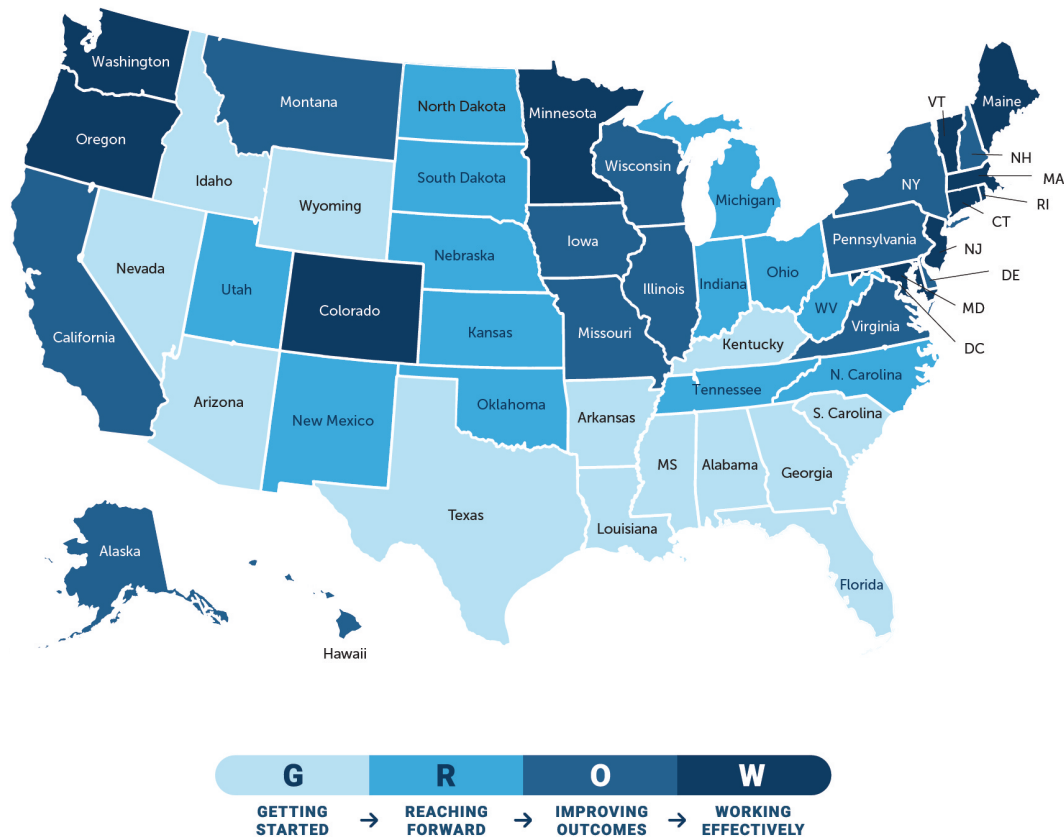 Washington
Montana
North Dakota
Minnesota
VT
Maine
Oregon
Idaho
South Dakota
Wisconsin
Michigan
NY
NH
MA
RI
CT
Wyoming
Nebraska
Iowa
Pennsylvania
NJ
Nevada
Utah
Colorado
Kansas
Illinois
Indiana
Ohio
WV
DE
MD
DC
California
Missouri
Kentucky
Virginia
Arizona
New Mexico
Oklahoma
Arkansas
Tennessee
N. Carolina
S. Carolina
Texas
Louisiana
MS
Alabama
Georgia
Florida
Alaska
Hawaii
G R O W
GETTING STARTED → REACHING FORWARD → IMPROVING OUTCOMES → WORKING EFFECTIVELY